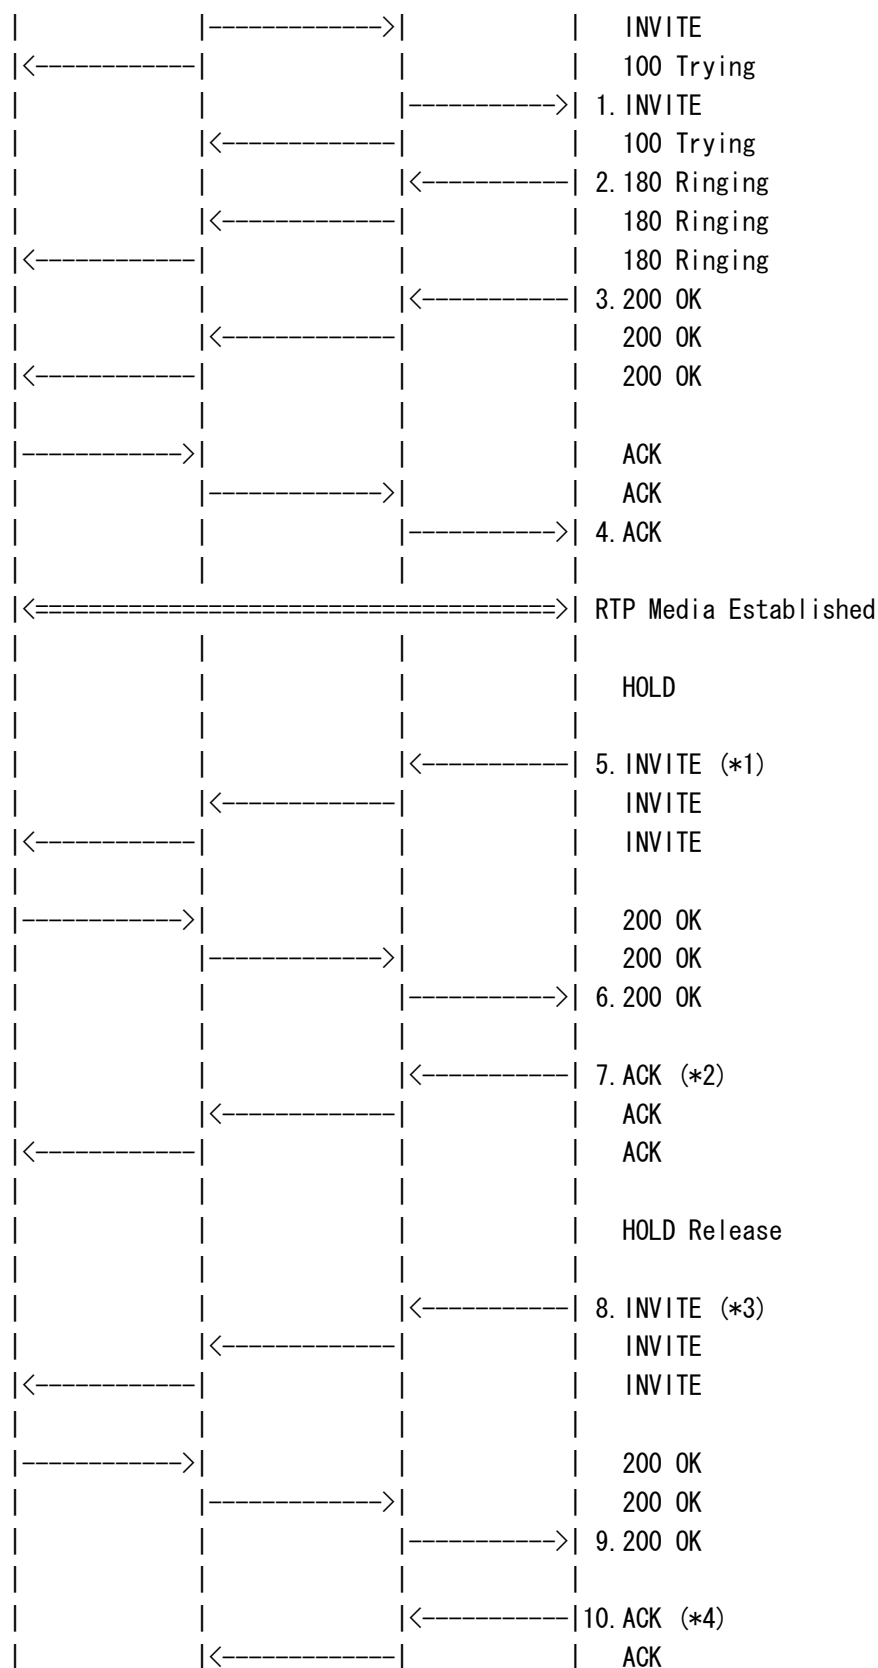 INVITE
100 Trying
1. INVITE
100 Trying
2. 180 Ringing
180 Ringing
180 Ringing
3. 200 OK
200 OK
200 OK
ACK
ACK
4. ACK
RTP Media Established
HOLD
5. INVITE (*1)
INVITE
INVITE
200 OK
200 OK
6. 200 OK
7. ACK (*2)
ACK
ACK
HOLD Release
8. INVITE (*3)
INVITE
INVITE
200 OK
200 OK
9. 200 OK
10. ACK (*4)
ACK